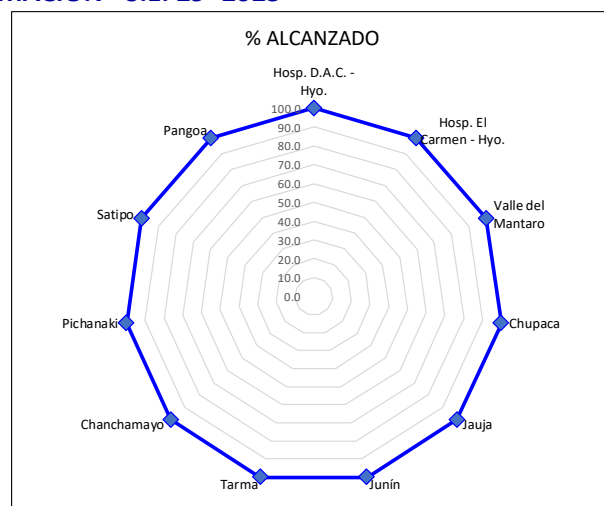 % ALCANZADO
Hosp. D.A.C. -
Hyo.
Hosp. El
Carmen - Hyo.
Valle del
Mantaro
Chupaca
Jauja
Junín
Tarma
Chanchamayo
Pichanaki
Satipo
Pangoa
100.0
90.0
80.0
70.0
60.0
50.0
40.0
30.0
20.0
10.0
0.0